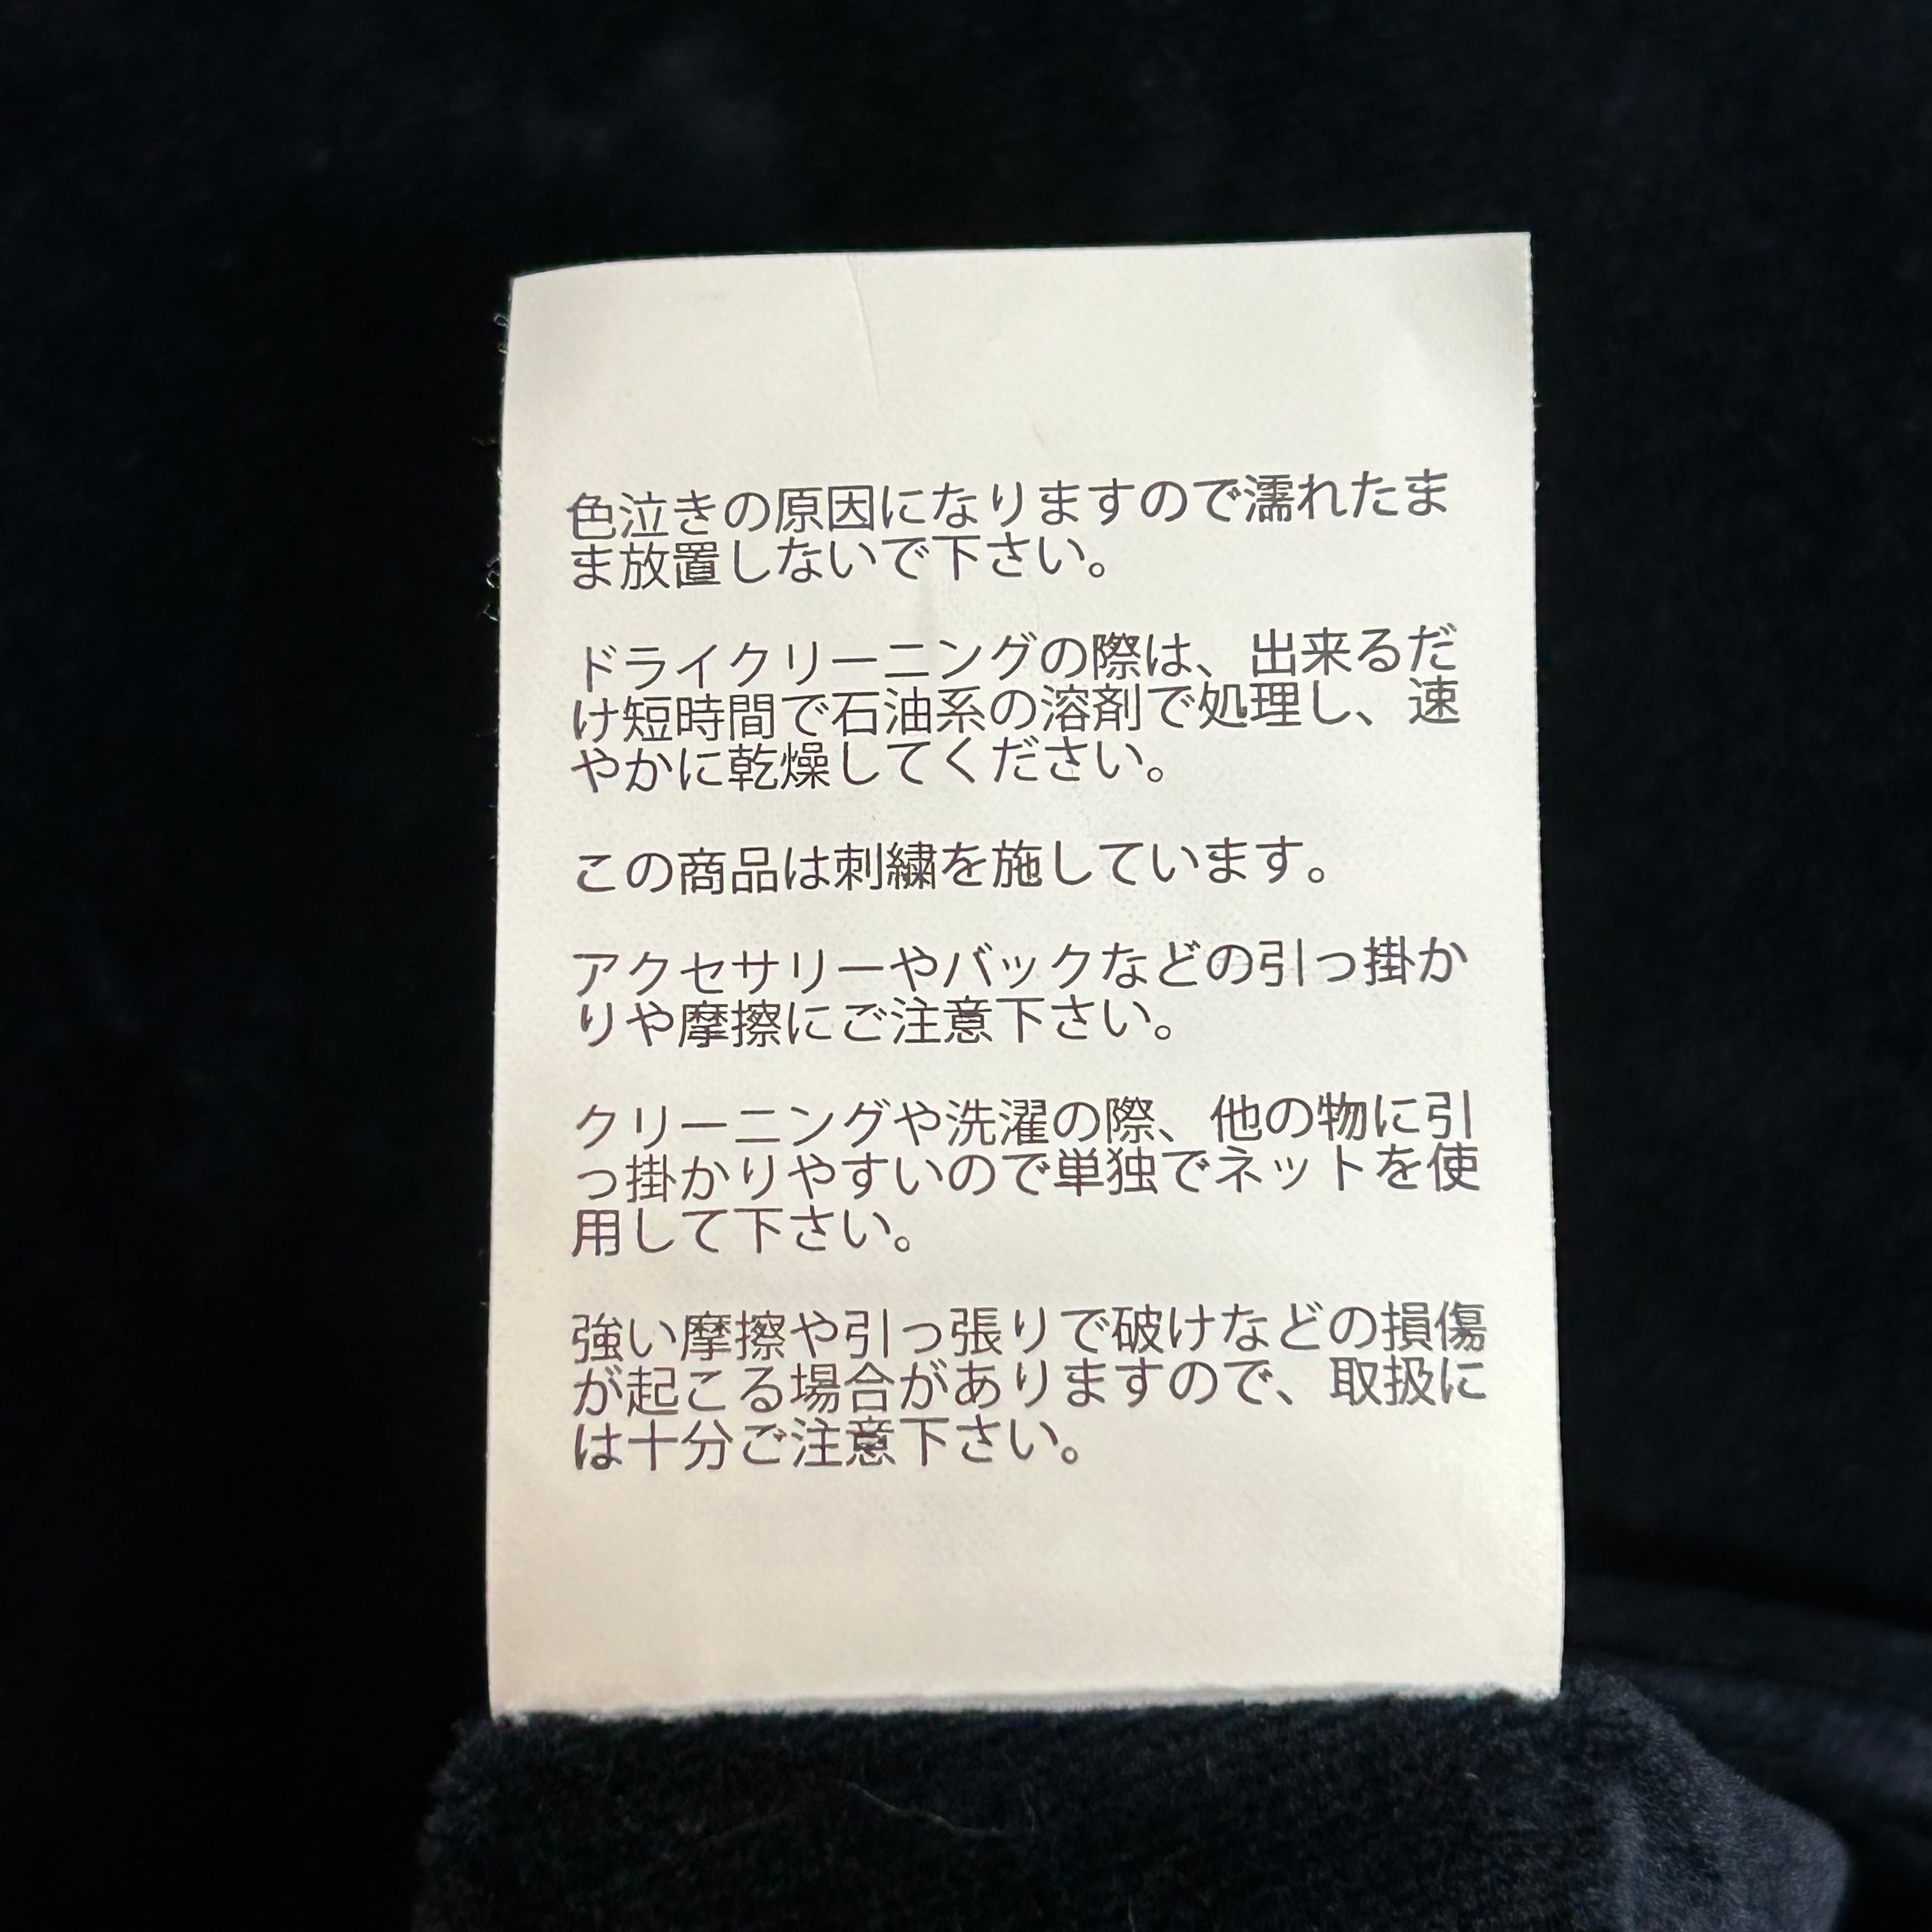 色泣きの原因になりますので濡れたま
ま放置しないで下さい。
ドライクリーニングの際は、出来るだ
け短時間で石油系の溶剤で処理し、速
やかに乾燥してください。
この商品は刺繍を施しています。
アクセサリーやバックなどの引っ掛か
りや摩擦にご注意下さい。
クリーニングや洗濯の際、他の物に引
っ掛かりやすいので単独でネットを使
用して下さい。
強い摩擦や引っ張りで破けなどの損傷
が起こる場合がありますので、取扱に
は十分ご注意下さい。